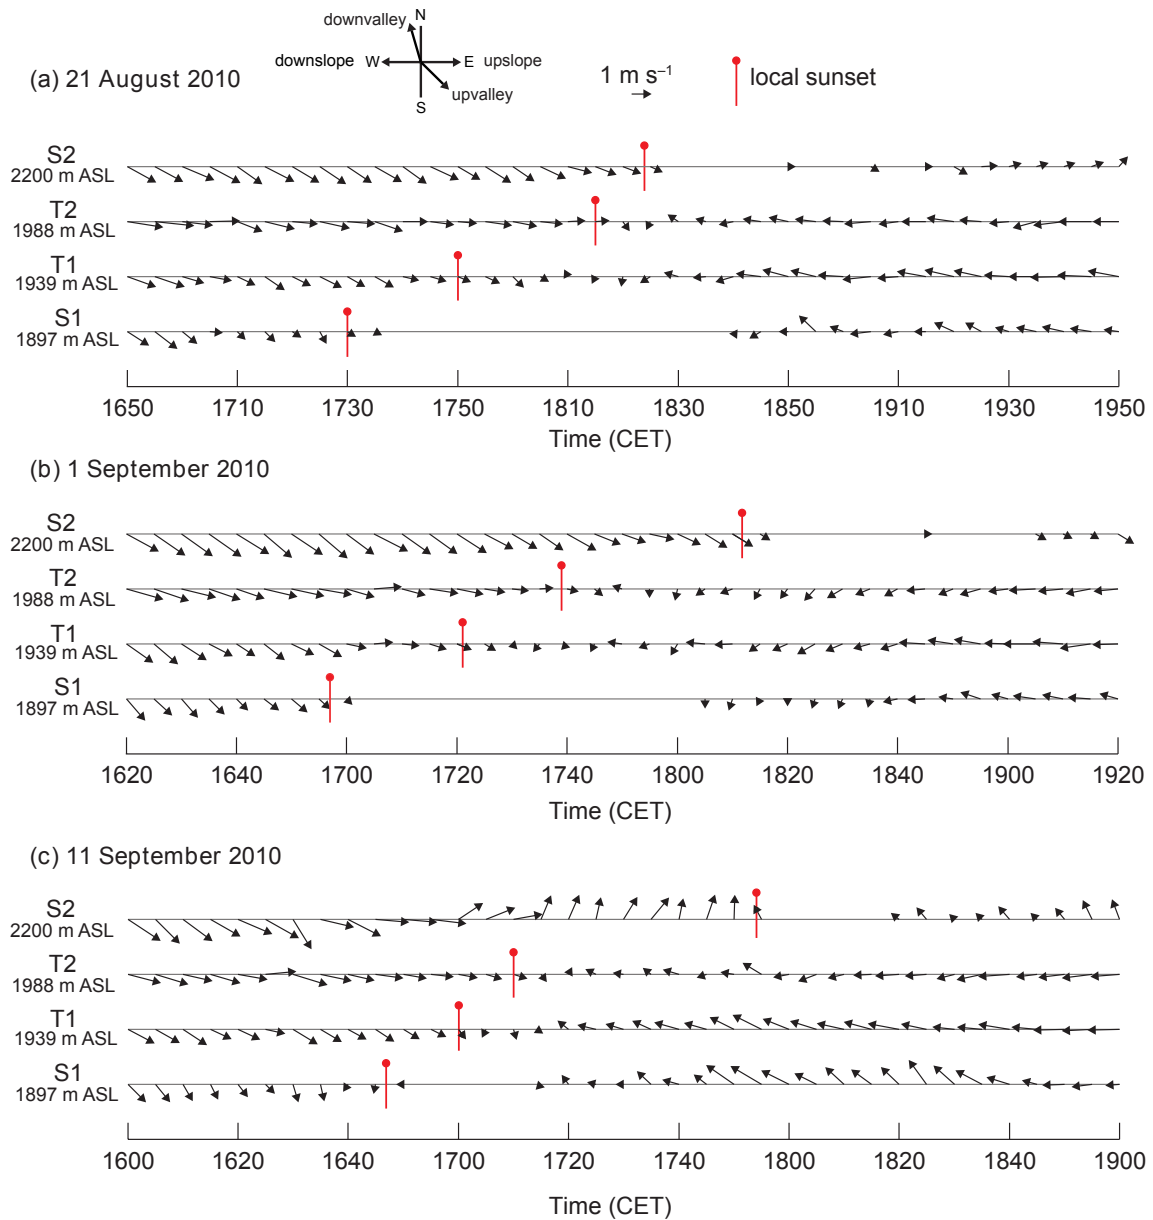 N
downvalley
downslope W E upslope
upvalley
S
(a) 21 August 2010
1 m s⁻¹
local sunset
S2
2200 m ASL
T2
1988 m ASL
T1
1939 m ASL
S1
1897 m ASL
1650 1710 1730 1750 1810 1830 1850 1910 1930 1950
Time (CET)
(b) 1 September 2010
S2
2200 m ASL
T2
1988 m ASL
T1
1939 m ASL
S1
1897 m ASL
1620 1640 1700 1720 1740 1800 1820 1840 1900 1920
Time (CET)
(c) 11 September 2010
S2
2200 m ASL
T2
1988 m ASL
T1
1939 m ASL
S1
1897 m ASL
1600 1620 1640 1700 1720 1740 1800 1820 1840 1900
Time (CET)